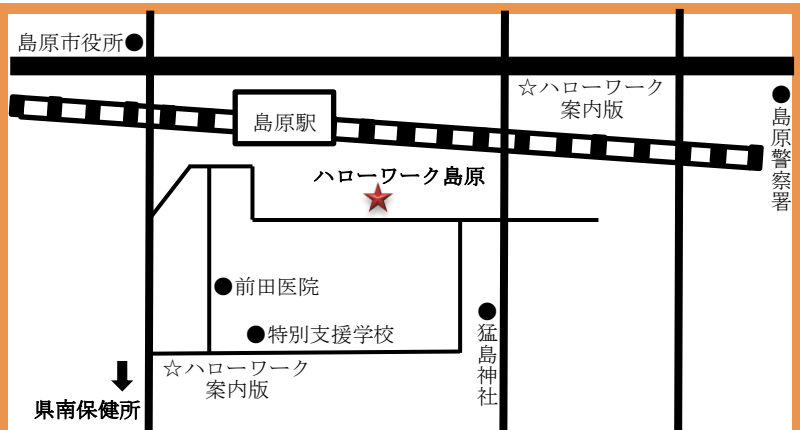 島原市役所●
☆ハローワーク
案内版
●島原警察署
島原駅
ハローワーク島原
●前田医院
●特別支援学校
●猛島神社
☆ハローワーク
案内版
県南保健所